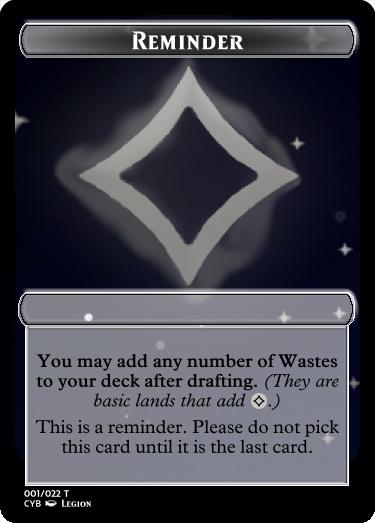 Reminder
You may add any number of Wastes
to your deck after drafting. (They are
basic lands that add .)
This is a reminder. Please do not pick
this card until it is the last card.
001/022 T
CYB Legion